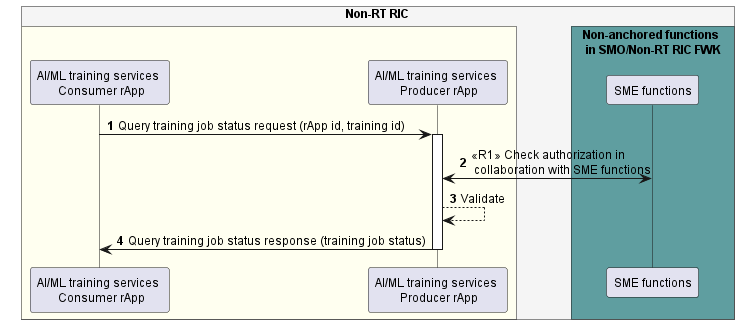 Non-RT RIC
Non-anchored functions
in SMO/Non-RT RIC FWK
AI/ML training services
Consumer rApp
AI/ML training services
Producer rApp
SME functions
1 Query training job status request (rApp id, training id)
2 «R1» Check authorization in
collaboration with SME functions
3 Validate
4 Query training job status response (training job status)
AI/ML training services
Consumer rApp
AI/ML training services
Producer rApp
SME functions